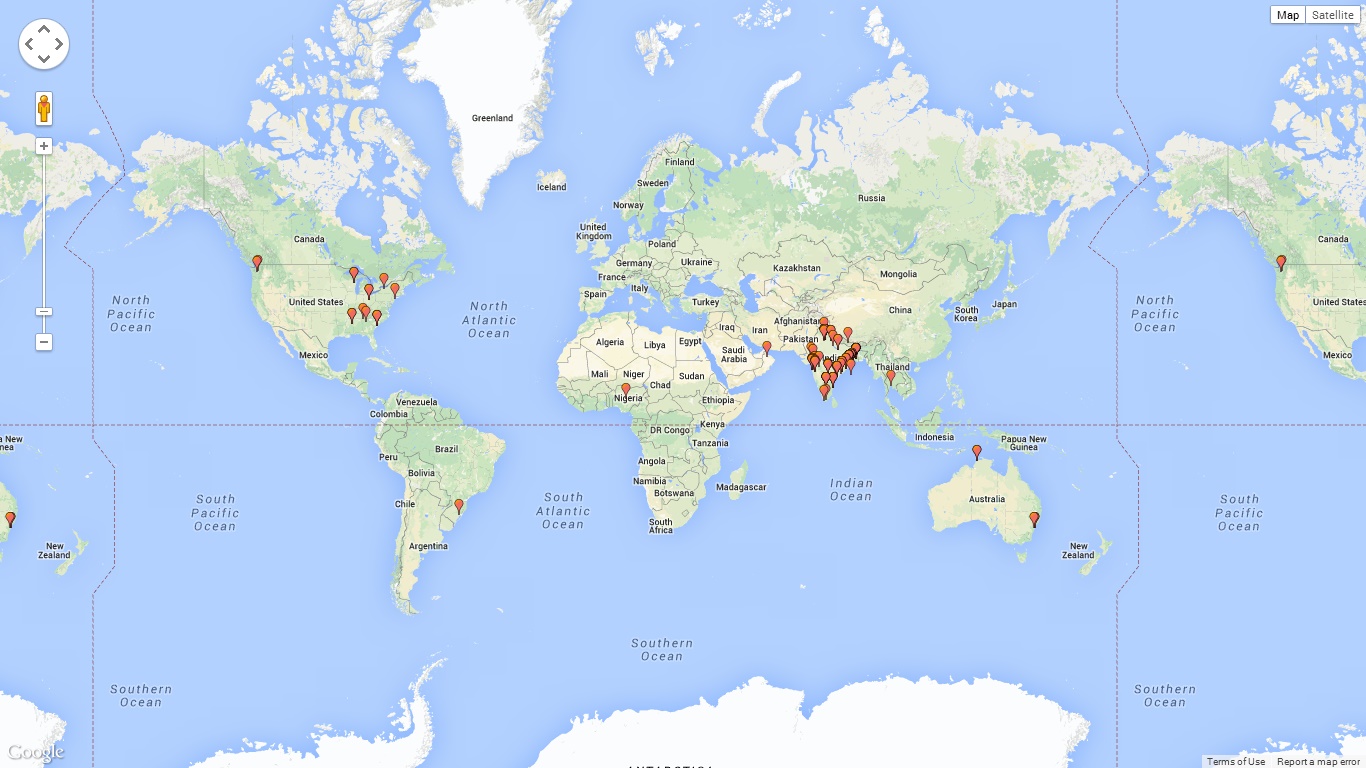 Map Satellite
Greenland
Iceland
Finland
Sweden
Norway
Russia
United
Kingdom
Poland
Germany
Ukraine
France
Italy
Spain
Turkey
Kazakhstan
Mongolia
China
South
Korea
Japan
Canada
United States
Mexico
North
Pacific
Ocean
North
Atlantic
Ocean
Iraq
Iran
Afghanistan
Pakistan
India
Thailand
Algeria
Libya
Egypt
Saudi
Arabia
Mali
Niger
Chad
Sudan
Nigeria
Ethiopia
Kenya
DR Congo
Tanzania
Angola
Namibia
Botswana
Madagascar
South
Africa
Venezuela
Colombia
Brazil
Peru
Bolivia
Chile
Argentina
South
Pacific
Ocean
South
Atlantic
Ocean
Indian
Ocean
Indonesia
Papua New
Guinea
Australia
New
Zealand
North
Pacific
Ocean
South
Pacific
Ocean
Canada
United States
Mexico
a New
nea
New
Zealand
Southern
Ocean
Southern
Ocean
Southern
Ocean
ANTARCTICA
Google
Terms of Use Report a map error